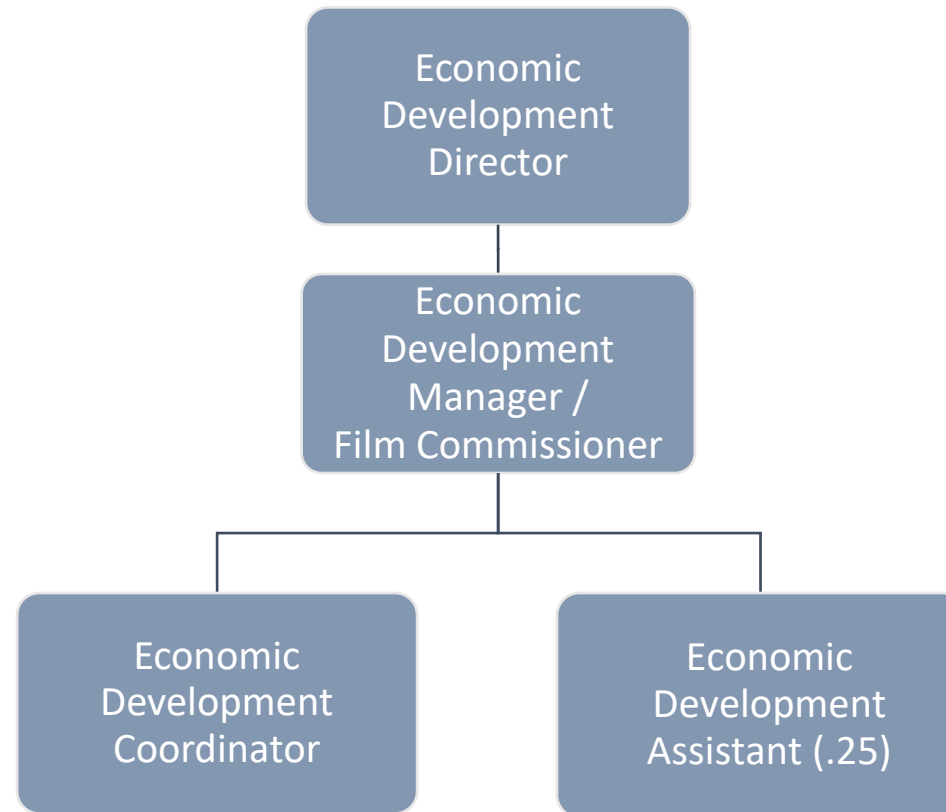 Economic
Development
Director
Economic
Development
Manager /
Film Commissioner
Economic
Development
Coordinator
Economic
Development
Assistant (.25)